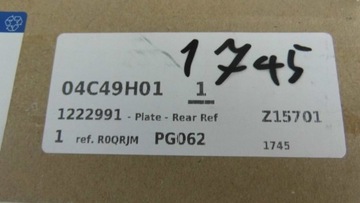 1745
04C49H01 1
1222991 - Plate - Rear Ref Z15701
1 ref. R0QRJM PG062 1745